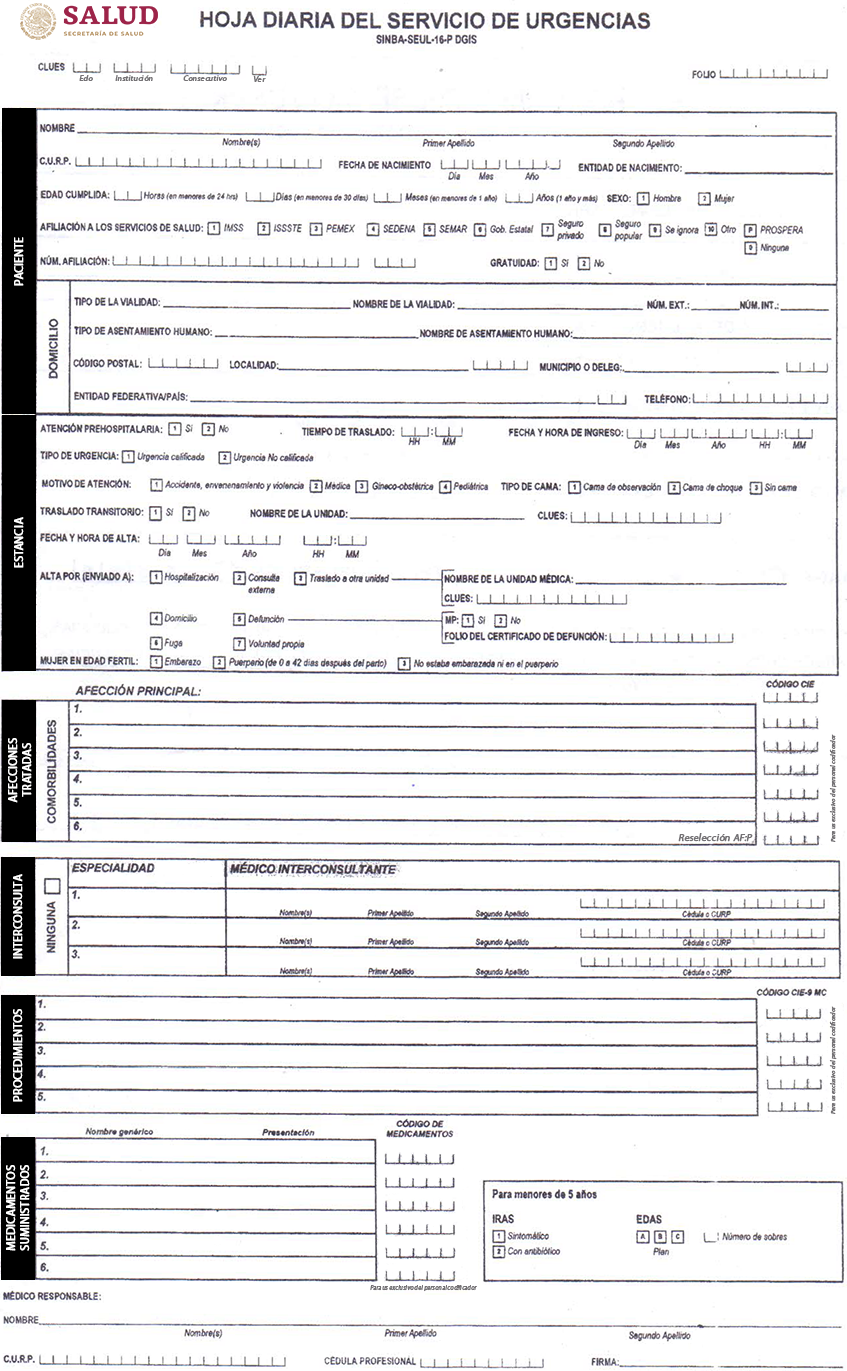 SALUD
SECRETARÍA DE SALUD
HOJA DIARIA DEL SERVICIO DE URGENCIAS
SINBA-SEUL-16-P DGIS
CLUES
Edo Institución Consecutivo Ver
FOLIO
PACIENTE
NOMBRE
Nombre(s) Primer Apellido Segundo Apellido
C.U.R.P. FECHA DE NACIMIENTO ENTIDAD DE NACIMIENTO:
Día Mes Año
EDAD CUMPLIDA: Horas (en menores de 24 hrs) Días (en menores de 30 días) Meses (en menores de 1 año) Años (1 año y más) SEXO: 1 Hombre 2 Mujer
AFILIACIÓN A LOS SERVICIOS DE SALUD: 1 IMSS 2 ISSSTE 3 PEMEX 4 SEDENA 5 SEMAR 6 Gob. Estatal 7 Seguro privado 8 Seguro popular 9 Se ignora 10 Otro P PROSPERA
0 Ninguna
NÚM. AFILIACIÓN: GRATUIDAD: 1 Sí 2 No
DOMICILIO
TIPO DE LA VIALIDAD: NOMBRE DE LA VIALIDAD: NÚM. EXT.: NÚM. INT.:
TIPO DE ASENTAMIENTO HUMANO: NOMBRE DE ASENTAMIENTO HUMANO:
CÓDIGO POSTAL: LOCALIDAD: MUNICIPIO O DELEG:
ENTIDAD FEDERATIVA/PAÍS: TELÉFONO:
ESTANCIA
ATENCIÓN PREHOSPITALARIA: 1 Sí 2 No TIEMPO DE TRASLADO: : FECHA Y HORA DE INGRESO: :
HH MM Día Mes Año HH MM
TIPO DE URGENCIA: 1 Urgencia calificada 2 Urgencia No calificada
MOTIVO DE ATENCIÓN: 1 Accidente, envenenamiento y violencia 2 Médica 3 Gineco-obstétrica 4 Pediátrica TIPO DE CAMA: 1 Cama de observación 2 Cama de choque 3 Sin cama
TRASLADO TRANSITORIO: 1 Sí 2 No NOMBRE DE LA UNIDAD: CLUES:
FECHA Y HORA DE ALTA: :
Día Mes Año HH MM
ALTA POR (ENVIADO A): 1 Hospitalización 2 Consulta externa 3 Traslado a otra unidad NOMBRE DE LA UNIDAD MÉDICA:
CLUES:
4 Domicilio 5 Defunción MP: 1 Sí 2 No
FOLIO DEL CERTIFICADO DE DEFUNCIÓN:
6 Fuga 7 Voluntad propia
MUJER EN EDAD FERTIL: 1 Embarazo 2 Puerperio (de 0 a 42 días después del parto) 3 No estaba embarazada ni en el puerperio
AFECCIONES TRATADAS
AFECCIÓN PRINCIPAL: CÓDIGO CIE
COMORBILIDADES
1.
2.
3.
4.
5.
6.
Reselección AF:P.
Para us exclusivo del personal codificador
INTERCONSULTA
NINGUNA
ESPECIALIDAD MÉDICO INTERCONSULTANTE
1.
Nombre(s) Primer Apellido Segundo Apellido Cédula o CURP
2.
Nombre(s) Primer Apellido Segundo Apellido Cédula o CURP
3.
Nombre(s) Primer Apellido Segundo Apellido Cédula o CURP
PROCEDIMIENTOS
CÓDIGO CIE-9 MC
1.
2.
3.
4.
5.
Para us exclusivo del personal codificador
MEDICAMENTOS SUMINISTRADOS
Nombre genérico Presentación CÓDIGO DE MEDICAMENTOS
1.
2.
3.
4.
5.
6.
Para us exclusivo del personal codificador
Para menores de 5 años
IRAS EDAS
1 Sintomático A B C Número de sobres
2 Con antibiótico Plan
MÉDICO RESPONSABLE:
NOMBRE
Nombre(s) Primer Apellido Segundo Apellido
C.U.R.P. CÉDULA PROFESIONAL FIRMA: